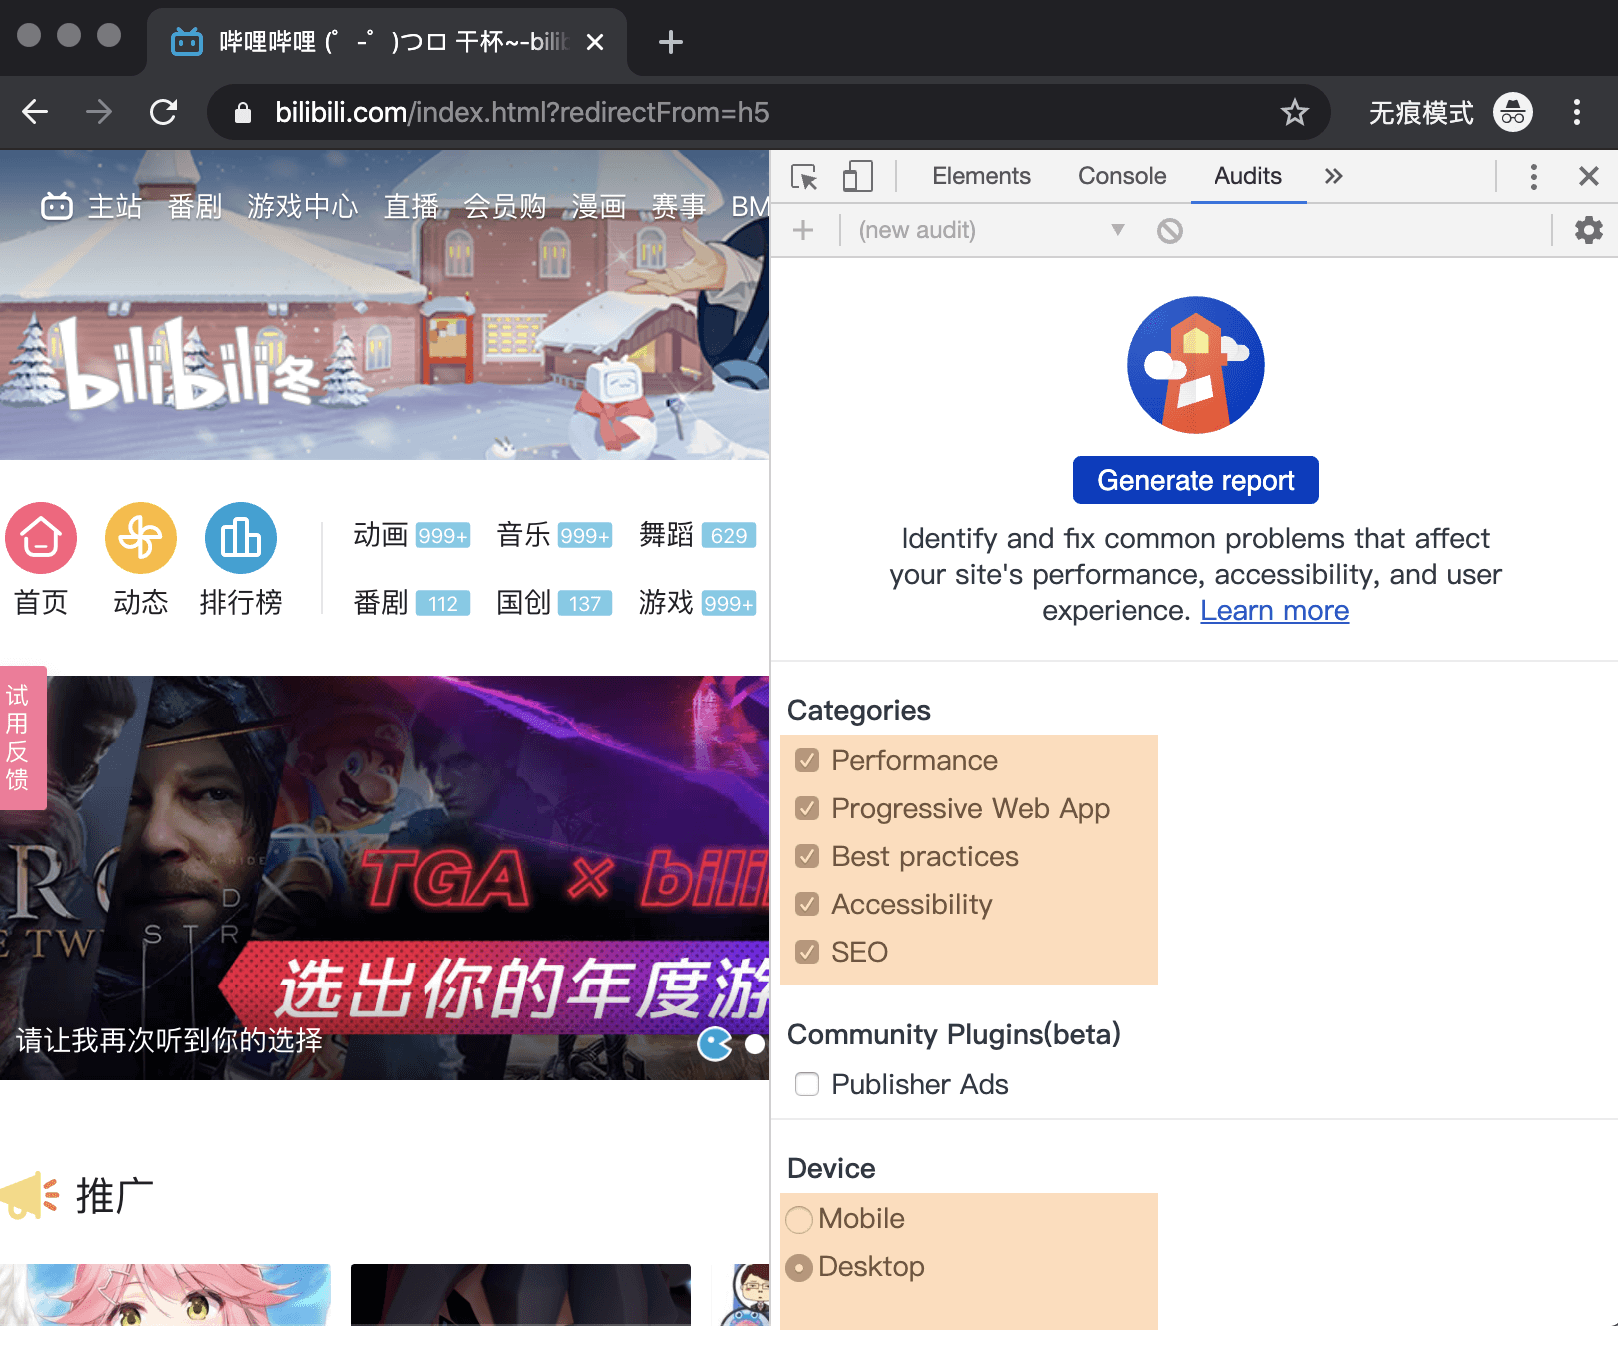 哔哩哔哩 (゜-゜)つロ 干杯~-bilib
bilibili.com/index.html?redirectFrom=h5
无痕模式
主站 番剧 游戏中心 直播 会员购 漫画 赛事 BM
bilibili冬
首页 动态 排行榜
动画 999+ 音乐 999+ 舞蹈 629
番剧 112 国创 137 游戏 999+
试用反馈
TGA × bili
选出你的年度游
请让我再次听到你的选择
推广
Elements Console Audits
(new audit)
Generate report
Identify and fix common problems that affect
your site's performance, accessibility, and user
experience. Learn more
Categories
Performance
Progressive Web App
Best practices
Accessibility
SEO
Community Plugins(beta)
Publisher Ads
Device
Mobile
Desktop